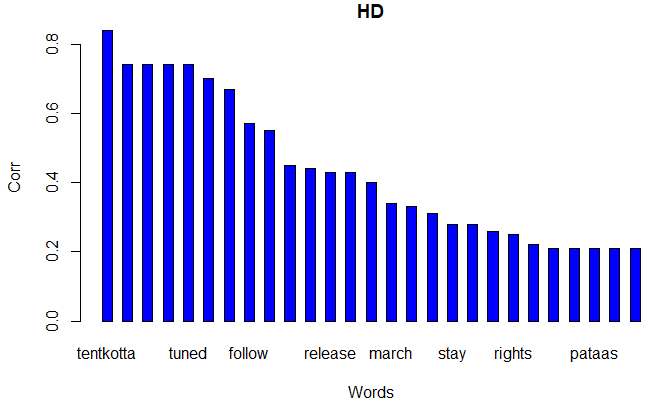 HD
Corr
0.8
0.6
0.4
0.2
0.0
tentkotta tuned follow release march stay rights pataas
Words